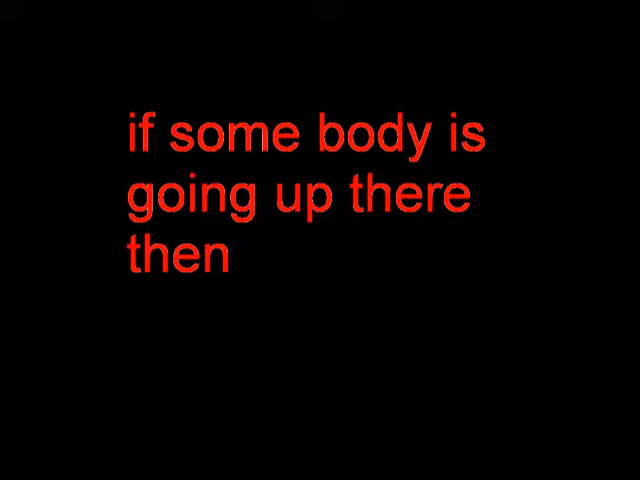 if some body is
going up there
then